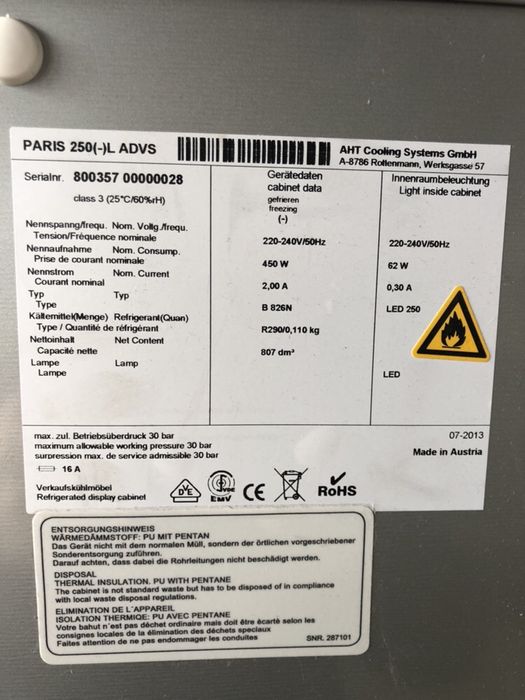 PARIS 250(-)L ADVS
AHT Cooling Systems GmbH
A-8786 Rottenmann, Werksgasse 57
Serialnr. 800357 00000028
class 3 (25°C/60%rH)
Gerätedaten
cabinet data
gefrieren
freezing
(-)
Innenraumbeleuchtung
Light inside cabinet
Nennspanng/frequ. Nom. Voltg./frequ.
Tension/Fréquence nominale
220-240V/50Hz
220-240V/50Hz
Nennaufnahme Nom. Consump.
Prise de courant nominale
450 W
62 W
Nennstrom Nom. Current
Courant nominal
2,00 A
0,30 A
Typ Typ
Type
B 826N
LED 250
Kältemittel(Menge) Refrigerant(Quan)
Type / Quantité de réfrigérant
R290/0,110 kg
Nettoinhalt Net Content
Capacité nette
807 dm³
Lampe Lamp
Lampe
LED
max. zul. Betriebsüberdruck 30 bar
maximum allowable working pressure 30 bar
surpression max. de service admissible 30 bar
16 A
07-2013
Made in Austria
Verkaufskühlmöbel
Refrigerated display cabinet
DVE
EMV
CE
RoHS
ENTSORGUNGSHINWEIS
WÄRMEDÄMMSTOFF: PU MIT PENTAN
Das Gerät nicht mit dem normalen Müll, sondern der örtlichen vorgeschriebener
Sonderentsorgung zuführen.
Darauf achten, dass dabei die Rohrleitungen nicht beschädigt werden.
DISPOSAL
THERMAL INSULATION. PU WITH PENTANE
The cabinet is not standard waste but has to be disposed of in compliance
with local waste disposal regulations.
ELIMINATION DE L'APPAREIL
ISOLATION THERMIQE: PU AVEC PENTANE
Votre bahut n'est pas déchet ordinaire mais doit être écarté selon les
consignes locales de la élimination des déchets speciaux
Faites attention de ne pas endommager les conduites
SNR. 287101